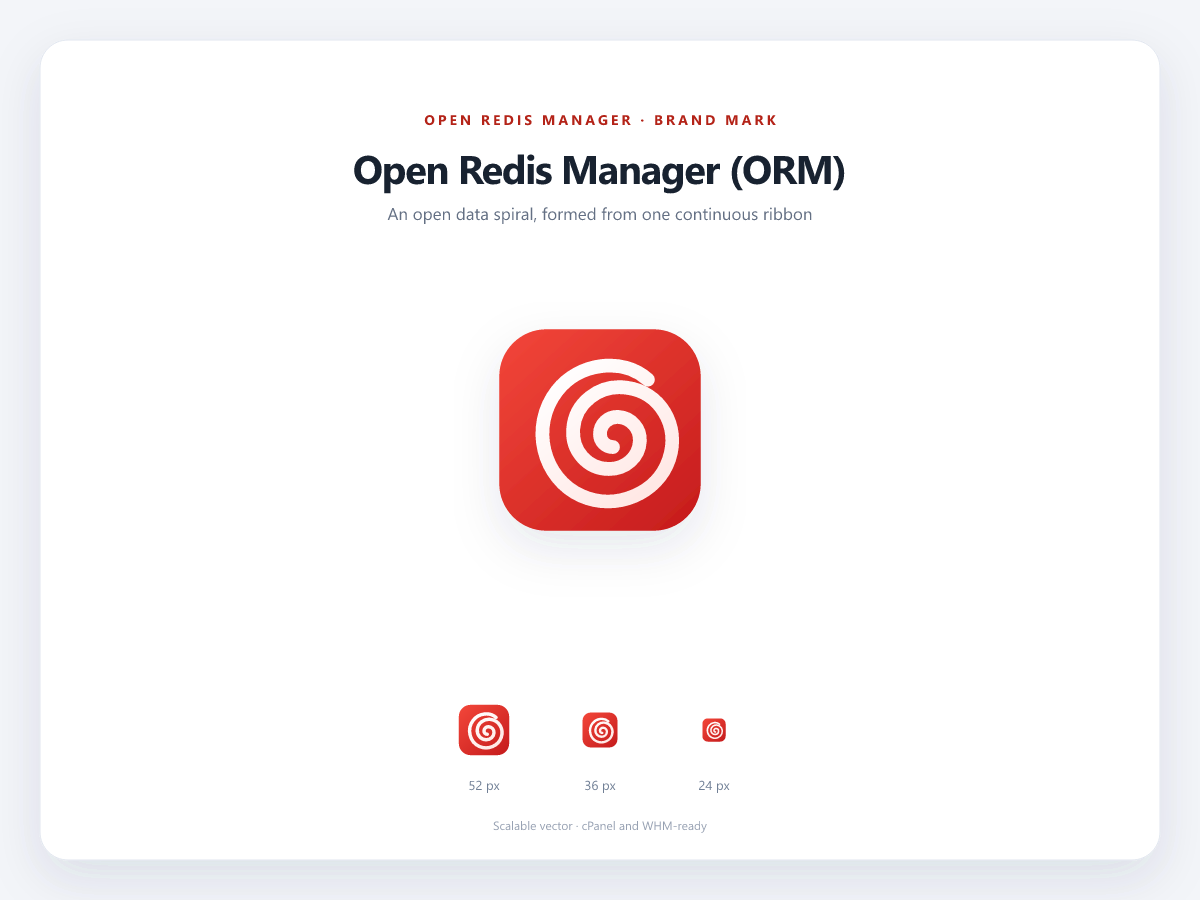 OPEN REDIS MANAGER · BRAND MARK
Open Redis Manager (ORM)
An open data spiral, formed from one continuous ribbon
52 px
36 px
24 px
Scalable vector · cPanel and WHM-ready